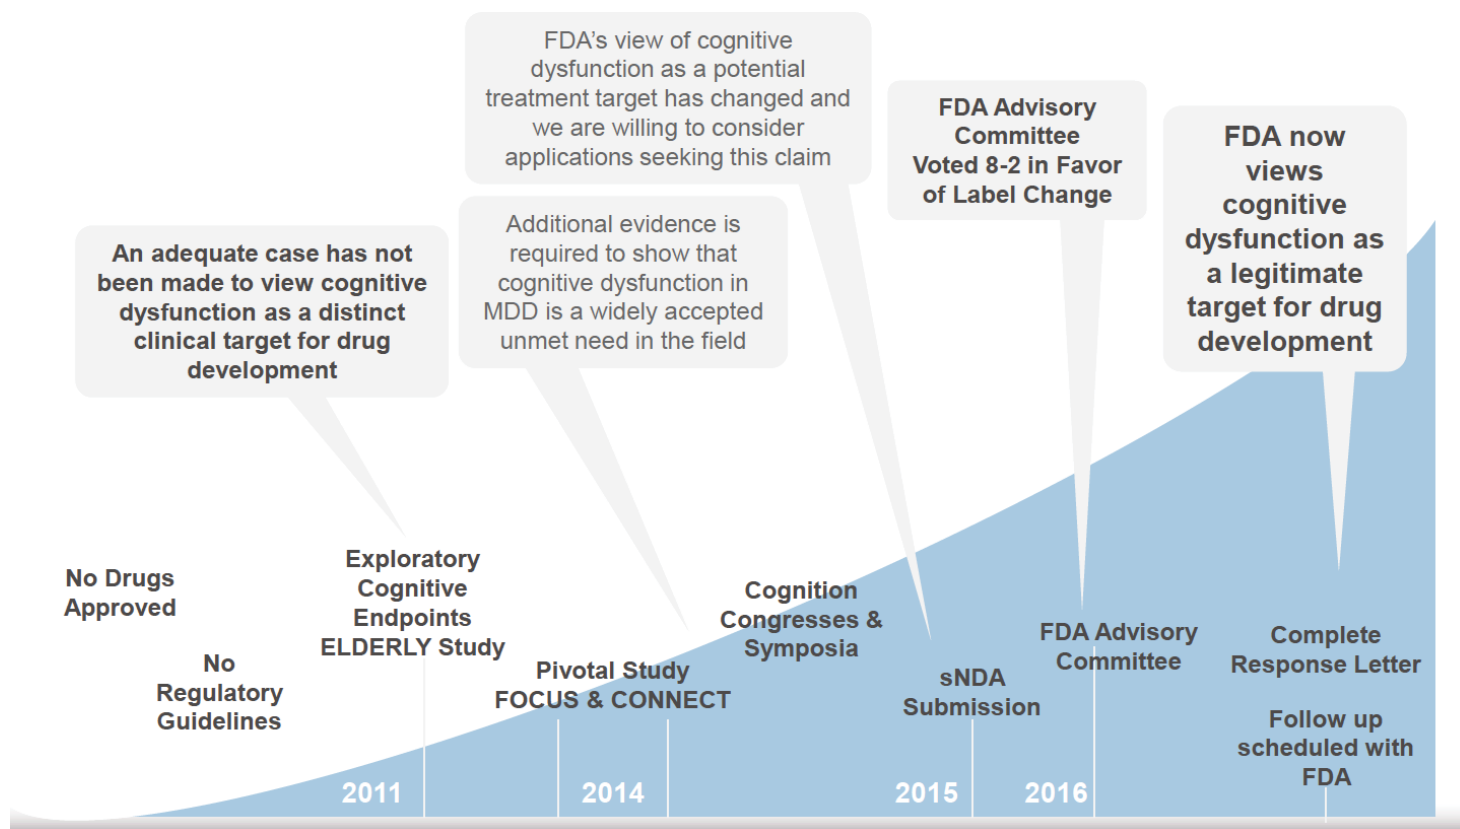 FDA's view of cognitive
dysfunction as a potential
treatment target has changed and
we are willing to consider
applications seeking this claim
FDA Advisory
Committee
Voted 8-2 in Favor
of Label Change
FDA now
views
cognitive
dysfunction as
a legitimate
target for drug
development
Additional evidence is
required to show that
cognitive dysfunction in
MDD is a widely accepted
unmet need in the field
An adequate case has not
been made to view cognitive
dysfunction as a distinct
clinical target for drug
development
No Drugs
Approved
No
Regulatory
Guidelines
Exploratory
Cognitive
Endpoints
ELDERLY Study
Pivotal Study
FOCUS & CONNECT
Cognition
Congresses &
Symposia
sNDA
Submission
FDA Advisory
Committee
Complete
Response Letter
Follow up
scheduled with
FDA
2011
2014
2015
2016